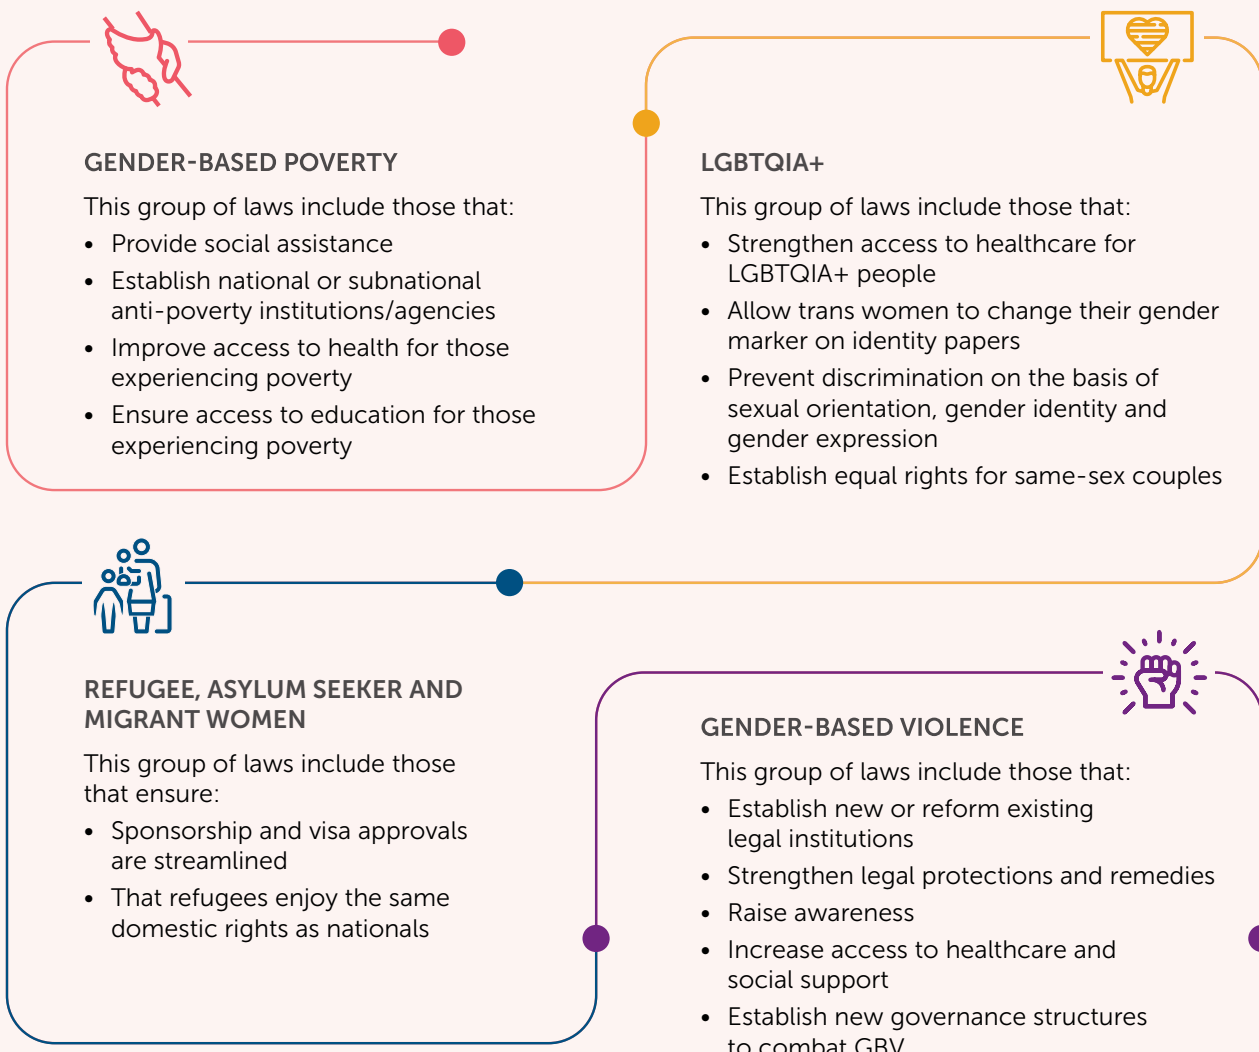 GENDER-BASED POVERTY
This group of laws include those that:
• Provide social assistance
• Establish national or subnational
anti-poverty institutions/agencies
• Improve access to health for those
experiencing poverty
• Ensure access to education for those
experiencing poverty
LGBTQIA+
This group of laws include those that:
• Strengthen access to healthcare for
LGBTQIA+ people
• Allow trans women to change their gender
marker on identity papers
• Prevent discrimination on the basis of
sexual orientation, gender identity and
gender expression
• Establish equal rights for same-sex couples
REFUGEE, ASYLUM SEEKER AND
MIGRANT WOMEN
This group of laws include those
that ensure:
• Sponsorship and visa approvals
are streamlined
• That refugees enjoy the same
domestic rights as nationals
GENDER-BASED VIOLENCE
This group of laws include those that:
• Establish new or reform existing
legal institutions
• Strengthen legal protections and remedies
• Raise awareness
• Increase access to healthcare and
social support
• Establish new governance structures
to combat GBV